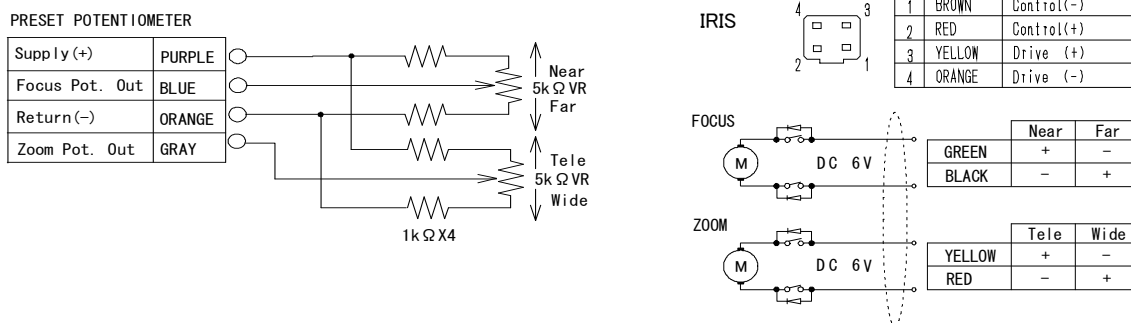 PRESET POTENTIOMETER
Supply(+) PURPLE
Focus Pot. Out BLUE
Return(-) ORANGE
Zoom Pot. Out GRAY
Near
5kΩVR
Far
Tele
5kΩVR
Wide
1kΩX4
IRIS
4 3
2 1
1 BROWN Control(-)
2 RED Control(+)
3 YELLOW Drive (+)
4 ORANGE Drive (-)
FOCUS
M
DC 6V
Near Far
GREEN + -
BLACK - +
ZOOM
M
DC 6V
Tele Wide
YELLOW + -
RED - +